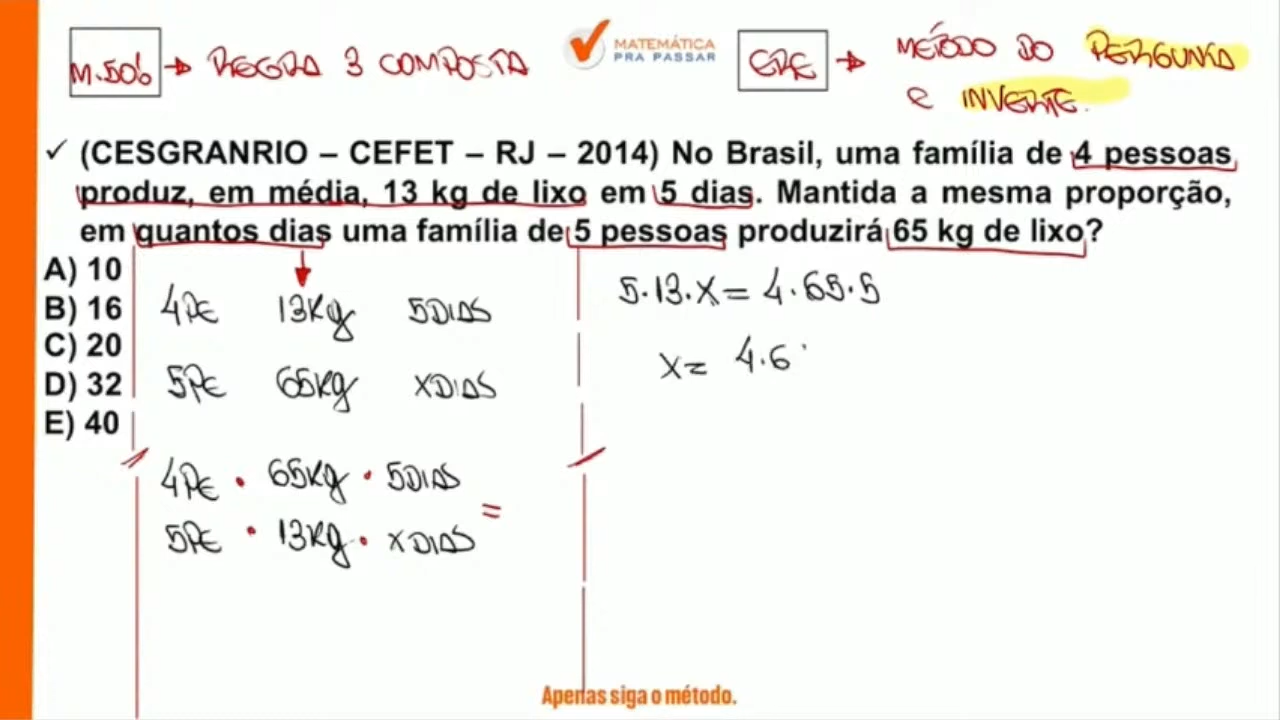 M.506 → REGRA 3 COMPOSTA
MATEMÁTICA
PRA PASSAR
MÉTODO DO PERGUNTA
e INVERTE.
✓ (CESGRANRIO – CEFET – RJ – 2014) No Brasil, uma família de 4 pessoas
produz, em média, 13 kg de lixo em 5 dias. Mantida a mesma proporção,
em quantos dias uma família de 5 pessoas produzirá 65 kg de lixo?
A) 10
B) 16
C) 20
D) 32
E) 40
4PE 13Kg 5DIAS
5PE 65Kg XDIAS
4PE · 65Kg · 5DIAS
5PE · 13Kg · XDIAS =
5.13.X = 4.65.5
X = 4.6
Apenas siga o método.